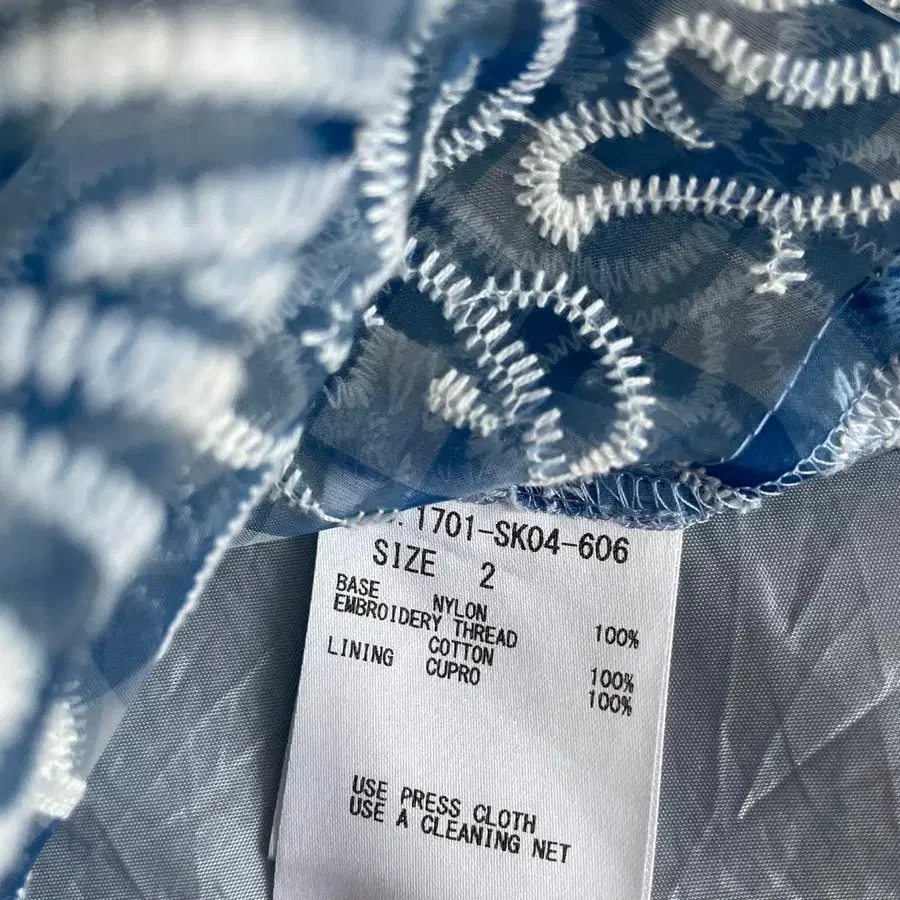 1701-SK04-606
SIZE 2
BASE NYLON 100%
EMBROIDERY THREAD
COTTON 100%
LINING CUPRO 100%
USE PRESS CLOTH
USE A CLEANING NET